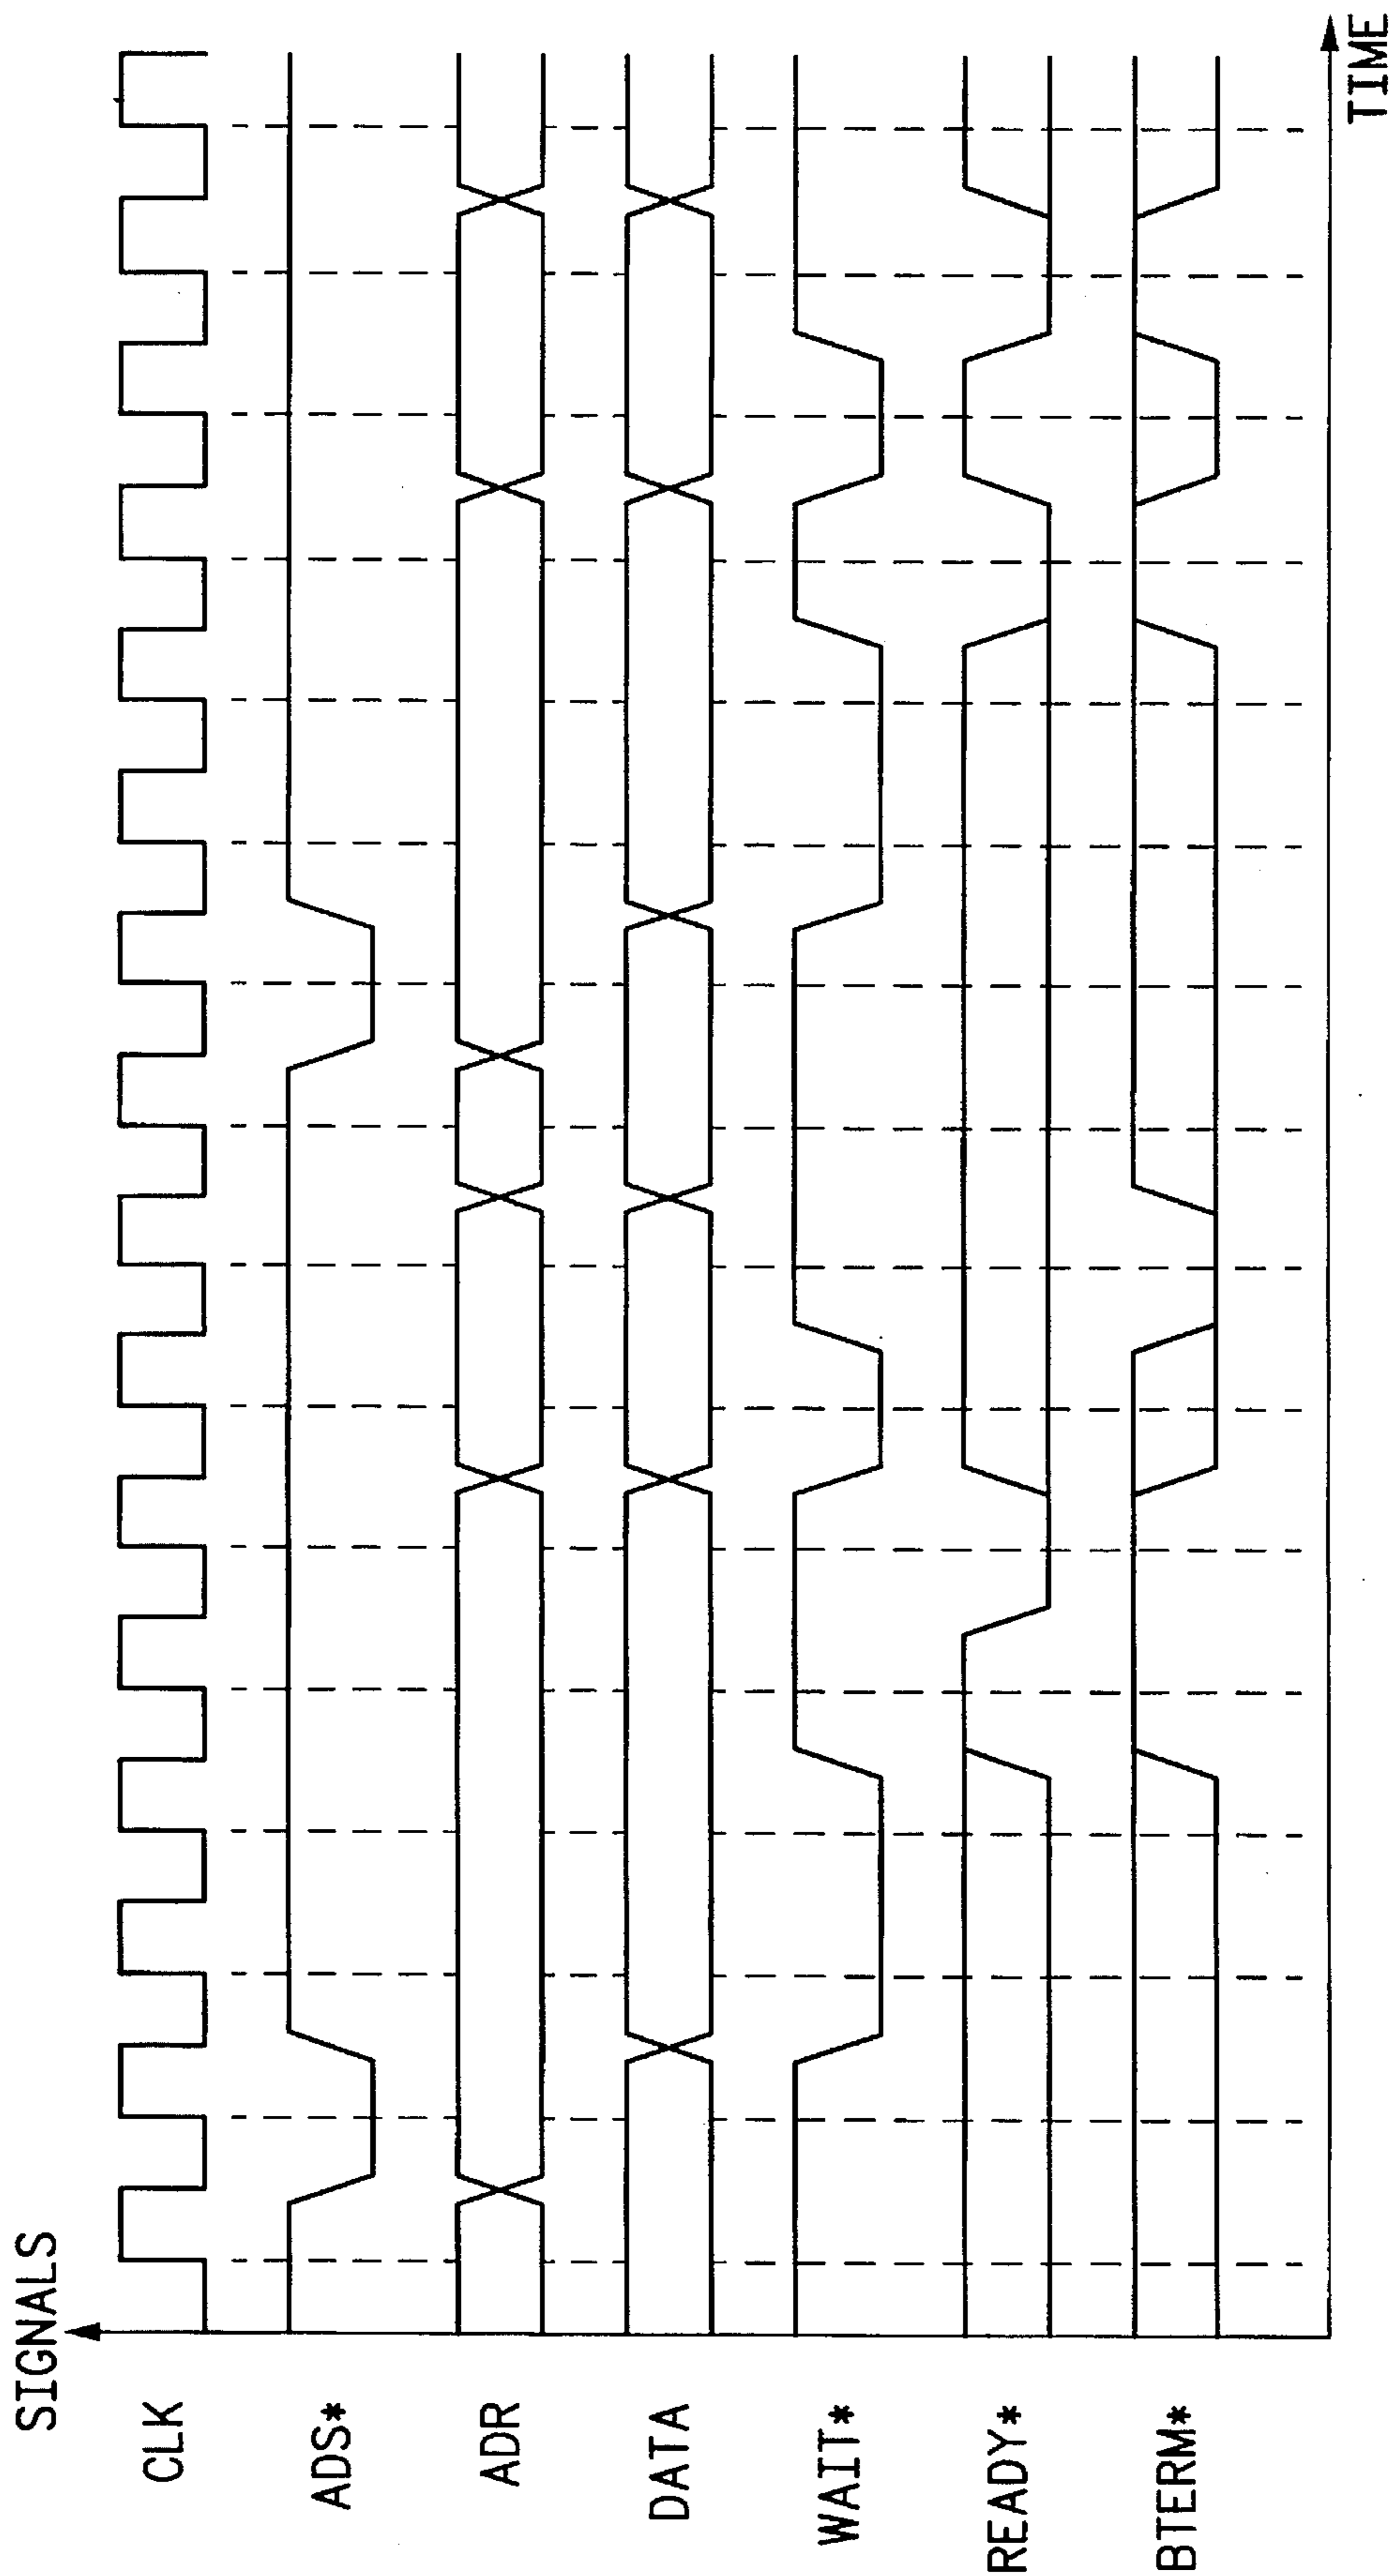 SIGNALS
CLK
ADS*
ADR
DATA
WAIT*
READY*
BTERM*
TIME